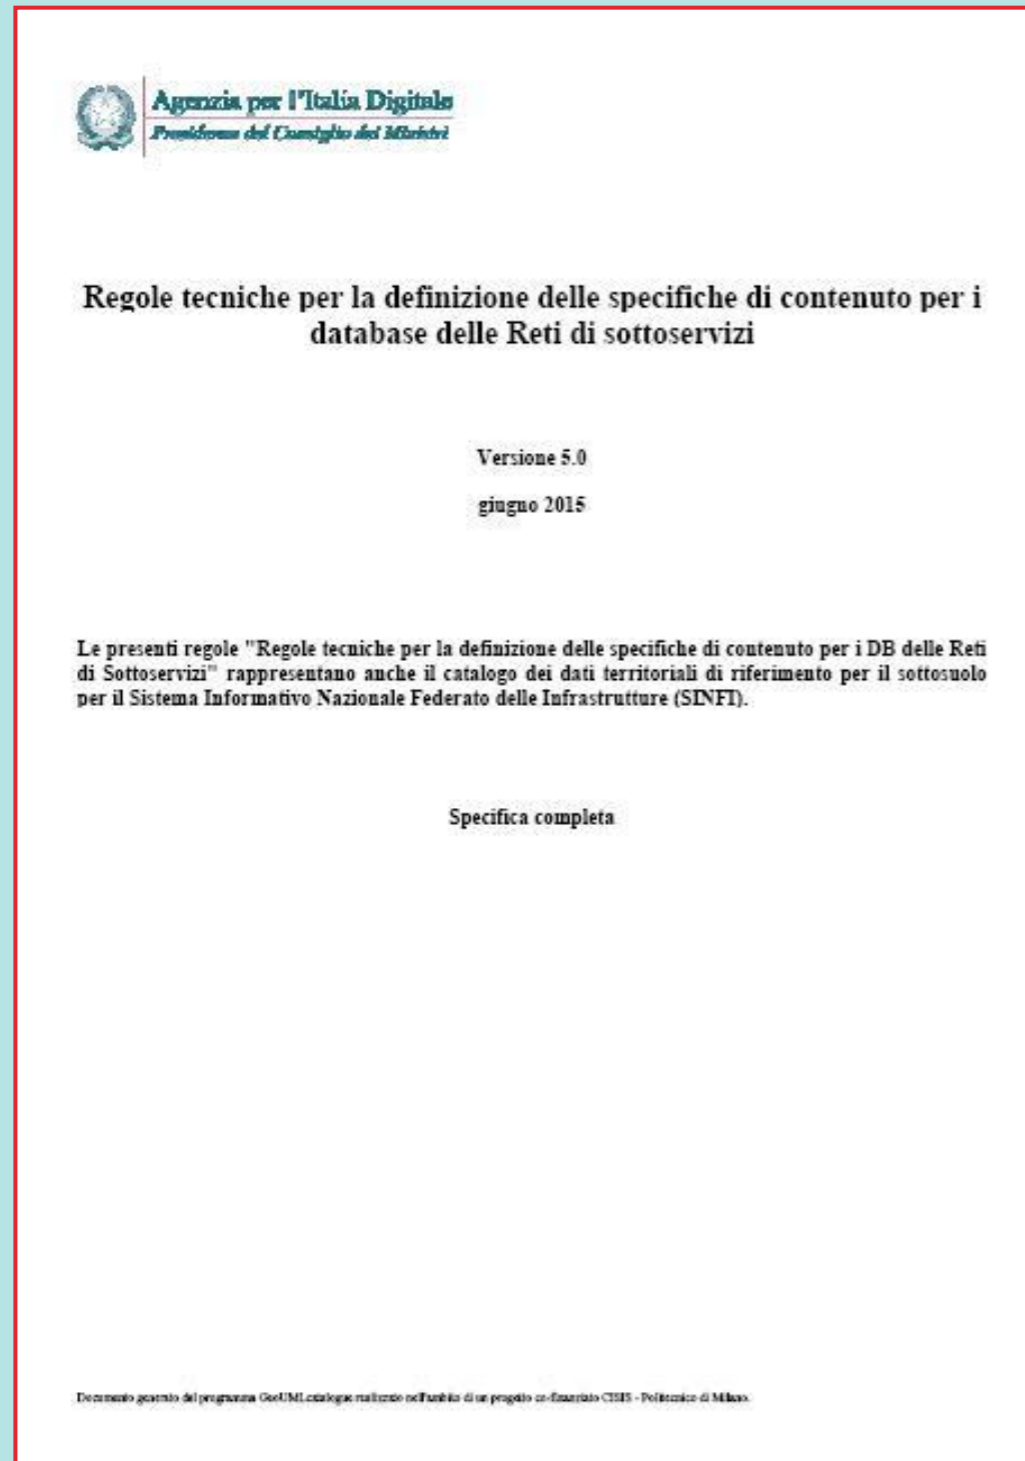 Agenzia per l'Italia Digitale
Presidenza del Consiglio dei Ministri
Regole tecniche per la definizione delle specifiche di contenuto per i
database delle Reti di sottoservizi
Versione 5.0
giugno 2015
Le presenti regole "Regole tecniche per la definizione delle specifiche di contenuto per i DB delle Reti
di Sottoservizi" rappresentano anche il catalogo dei dati territoriali di riferimento per il sottosuolo
per il Sistema Informativo Nazionale Federato delle Infrastrutture (SINFI).
Specifica completa
Documento generato dal programma GeoUML catalogue realizzato nell'ambito di un progetto co-finanziato CISIS - Politecnico di Milano.